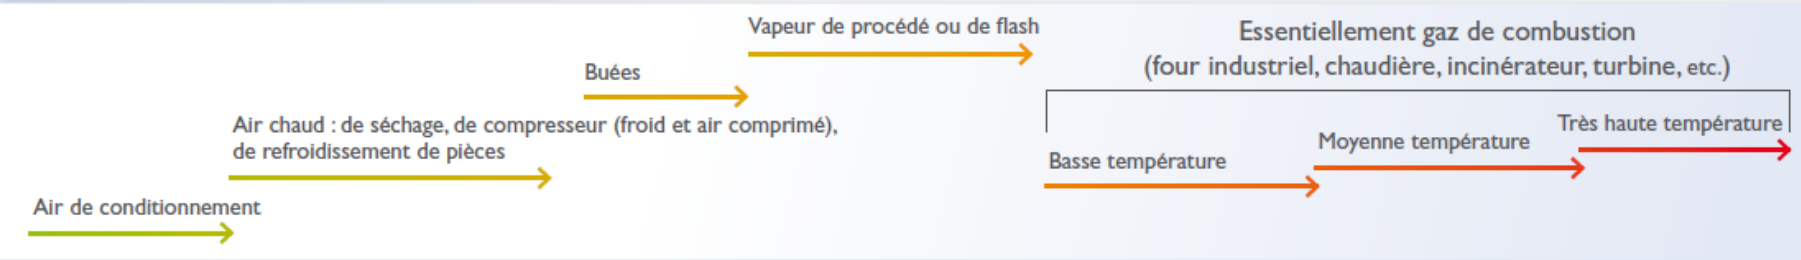 Vapeur de procédé ou de flash
Essentiellement gaz de combustion
(four industriel, chaudière, incinérateur, turbine, etc.)
Buées
Air chaud : de séchage, de compresseur (froid et air comprimé),
de refroidissement de pièces
Très haute température
Moyenne température
Basse température
Air de conditionnement